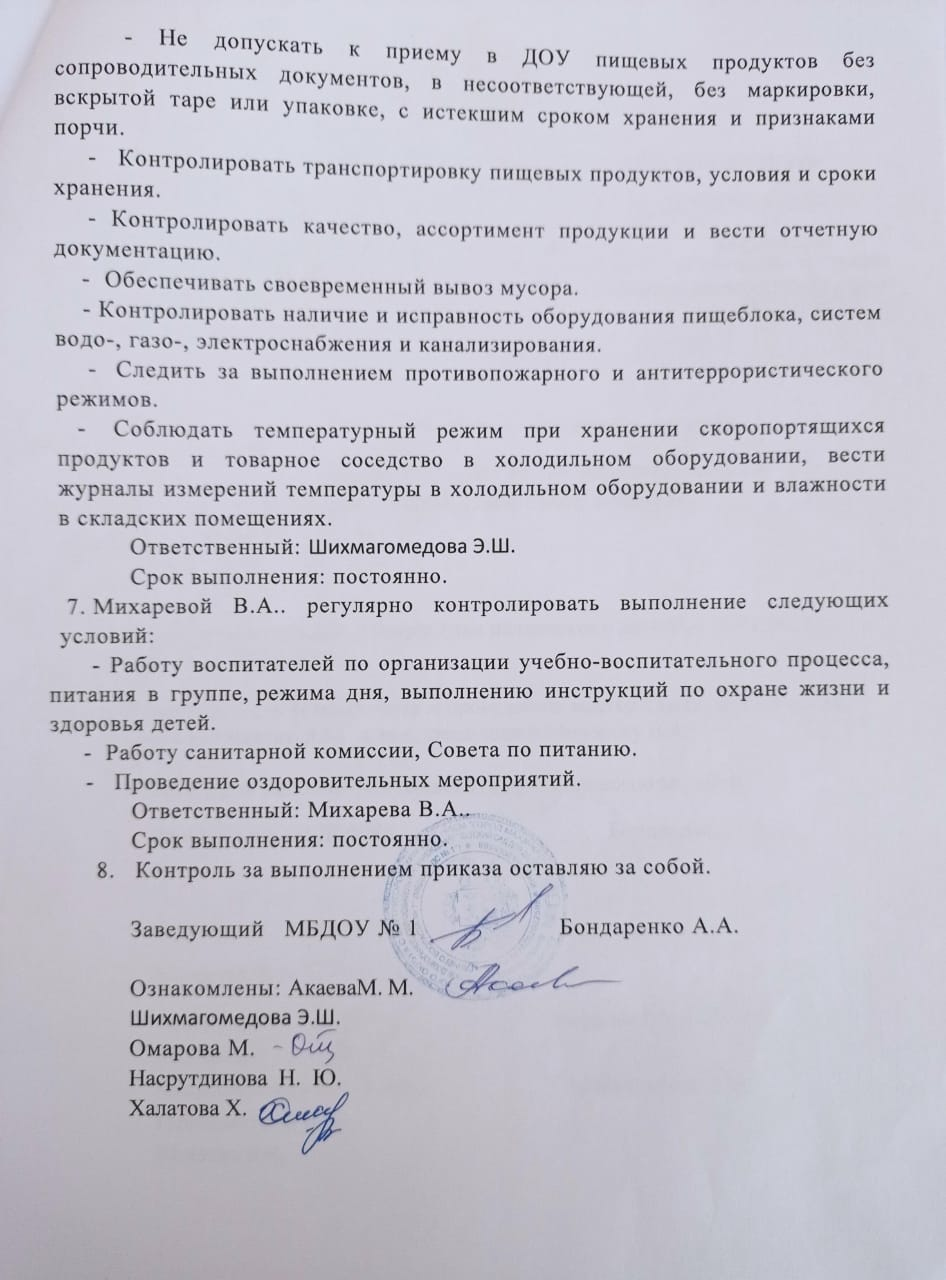 - Не допускать к приему в ДОУ пищевых продуктов без
сопроводительных документов, в несоответствующей, без маркировки,
вскрытой таре или упаковке, с истекшим сроком хранения и признаками
порчи.
- Контролировать транспортировку пищевых продуктов, условия и сроки
хранения.
- Контролировать качество, ассортимент продукции и вести отчетную
документацию.
- Обеспечивать своевременный вывоз мусора.
- Контролировать наличие и исправность оборудования пищеблока, систем
водо-, газо-, электроснабжения и канализирования.
- Следить за выполнением противопожарного и антитеррористического
режимов.
- Соблюдать температурный режим при хранении скоропортящихся
продуктов и товарное соседство в холодильном оборудовании, вести
журналы измерений температуры в холодильном оборудовании и влажности
в складских помещениях.
Ответственный: Шихмагомедова Э.Ш.
Срок выполнения: постоянно.
7. Михаревой В.А.. регулярно контролировать выполнение следующих
условий:
- Работу воспитателей по организации учебно-воспитательного процесса,
питания в группе, режима дня, выполнению инструкций по охране жизни и
здоровья детей.
- Работу санитарной комиссии, Совета по питанию.
- Проведение оздоровительных мероприятий.
Ответственный: Михарева В.А..
Срок выполнения: постоянно.
8. Контроль за выполнением приказа оставляю за собой.
Заведующий МБДОУ № 1 Бондаренко А.А.
Ознакомлены: АкаеваМ. М.
Шихмагомедова Э.Ш.
Омарова М.
Насрутдинова Н. Ю.
Халатова Х.